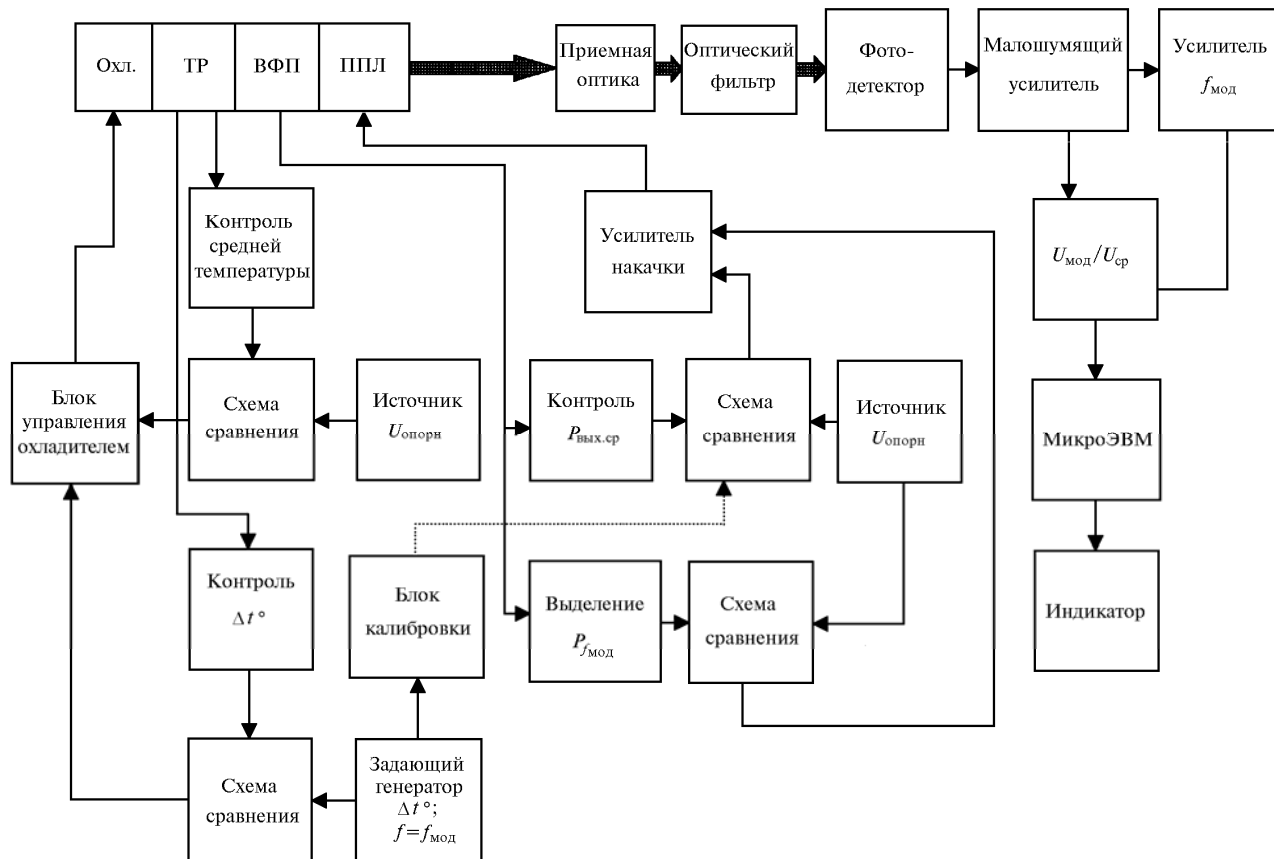 Охл.
ТР
ВФП
ППЛ
Приемная
оптика
Оптический
фильтр
Фото-
детектор
Малошумящий
усилитель
Усилитель
fмод
Контроль
средней
температуры
Усилитель
накачки
Uмод/Uср
Блок
управления
охладителем
Схема
сравнения
Источник
Uопорн
Контроль
Pвых.ср
Схема
сравнения
Источник
Uопорн
МикроЭВМ
Контроль
Δt°
Блок
калибровки
Выделение
Pfмод
Схема
сравнения
Индикатор
Схема
сравнения
Задающий
генератор
Δt°;
f=fмод